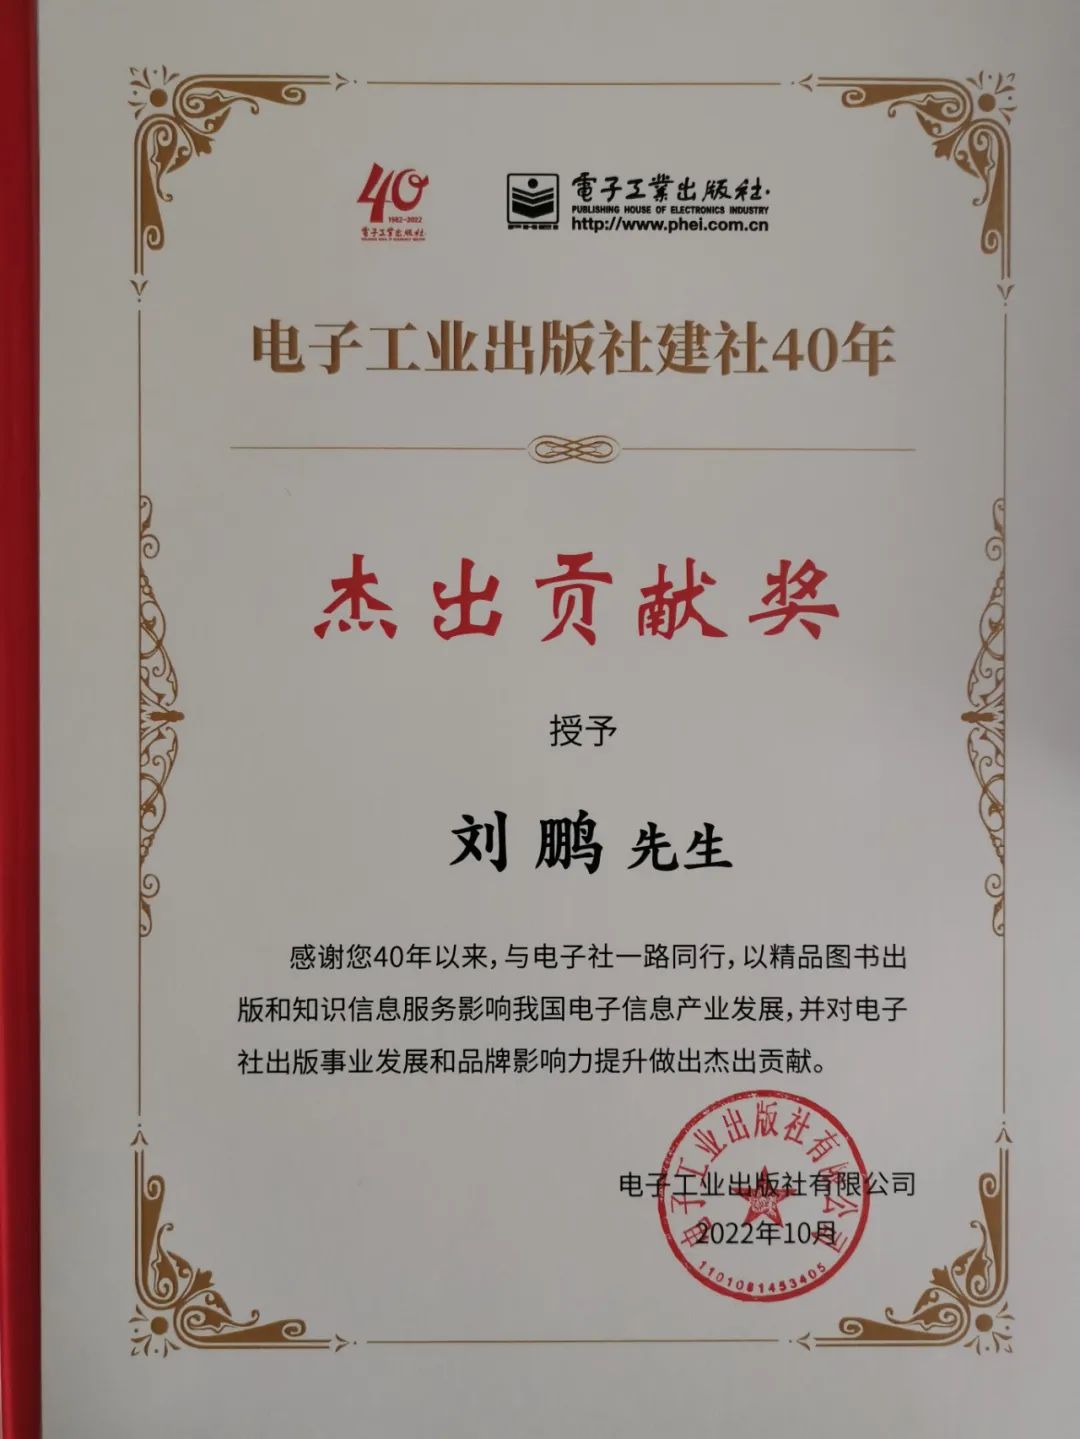 40
1982-2022
電子工業出版社
電子工業出版社
PUBLISHING HOUSE OF ELECTRONICS INDUSTRY
PHEI
http://www.phei.com.cn
电子工业出版社建社40年
杰出贡献奖
授予
刘鹏先生
感谢您40年以来,与电子社一路同行,以精品图书出
版和知识信息服务影响我国电子信息产业发展,并对电子
社出版事业发展和品牌影响力提升做出杰出贡献。
电子工业出版社有限公司
2022年10月
电子工业出版社有限公司
1101081453405